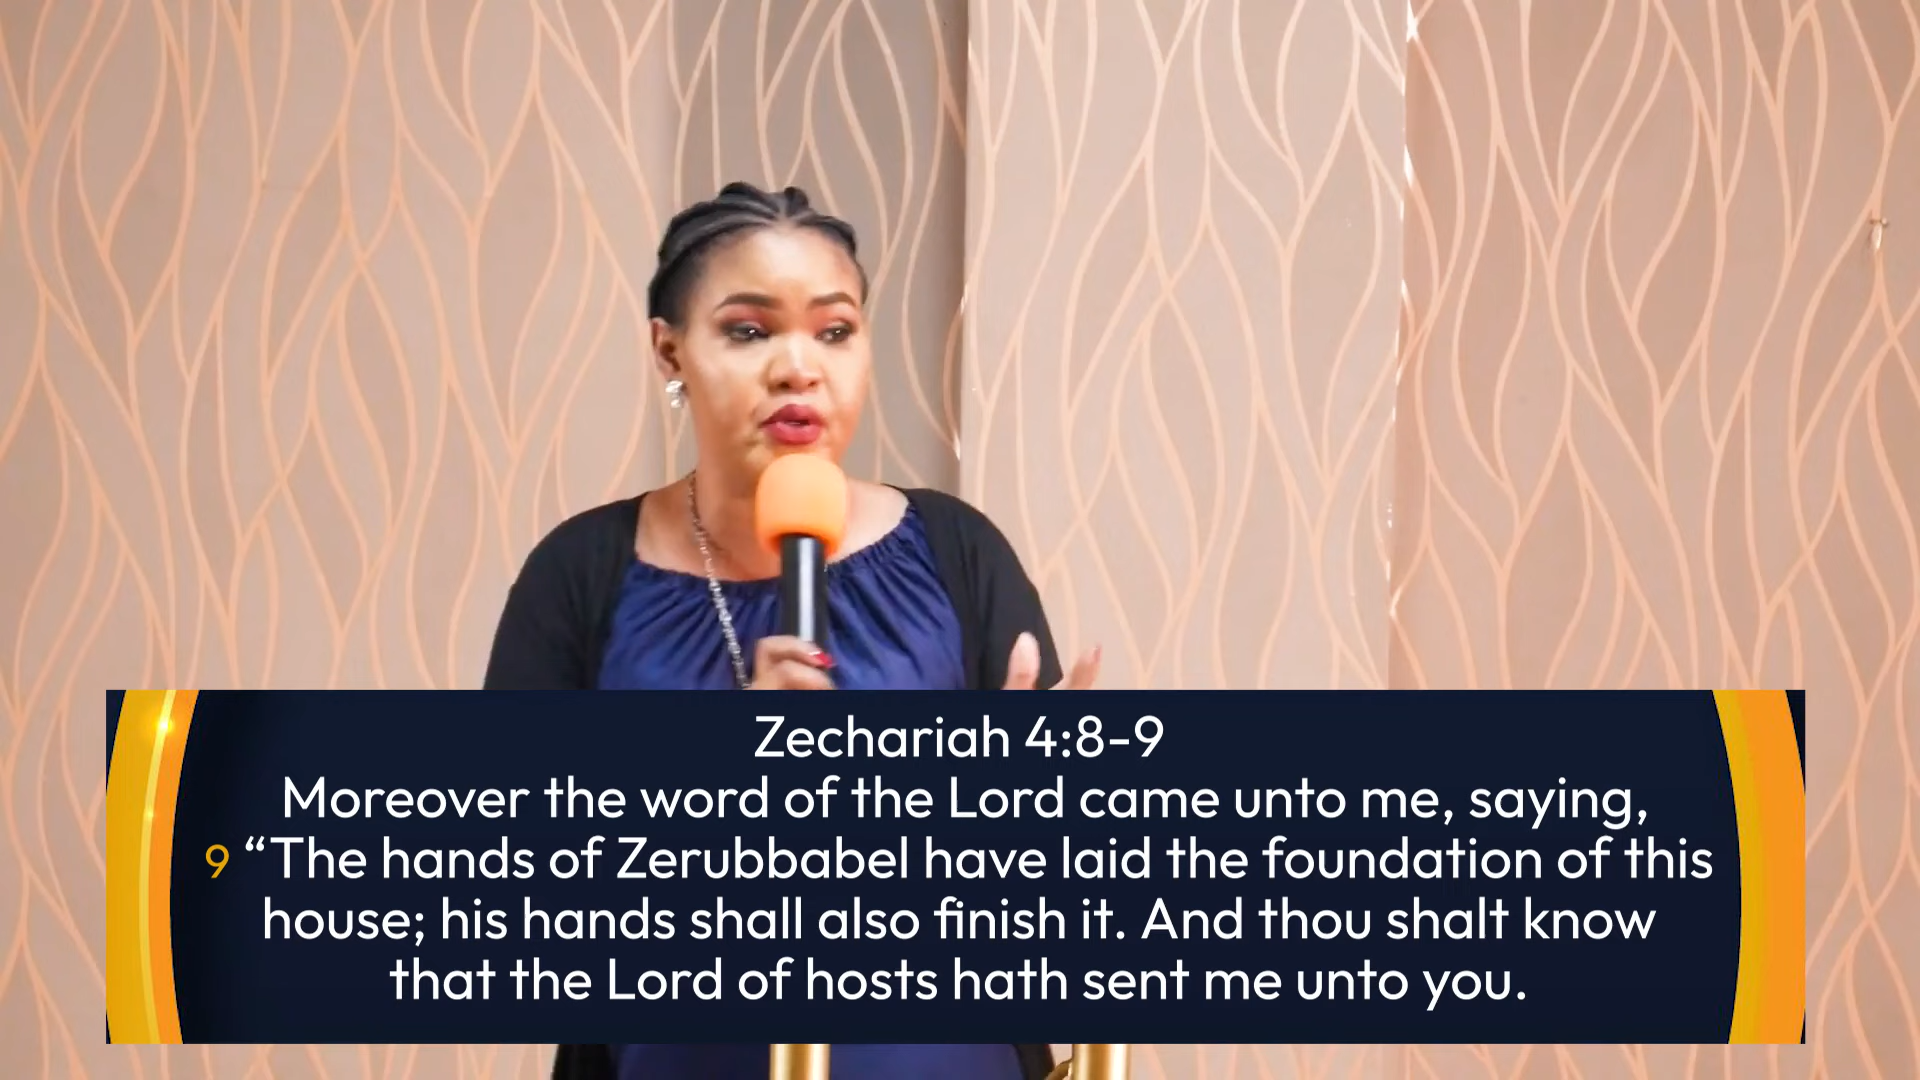 Zechariah 4:8-9
Moreover the word of the Lord came unto me, saying,
9 “The hands of Zerubbabel have laid the foundation of this
house; his hands shall also finish it. And thou shalt know
that the Lord of hosts hath sent me unto you.